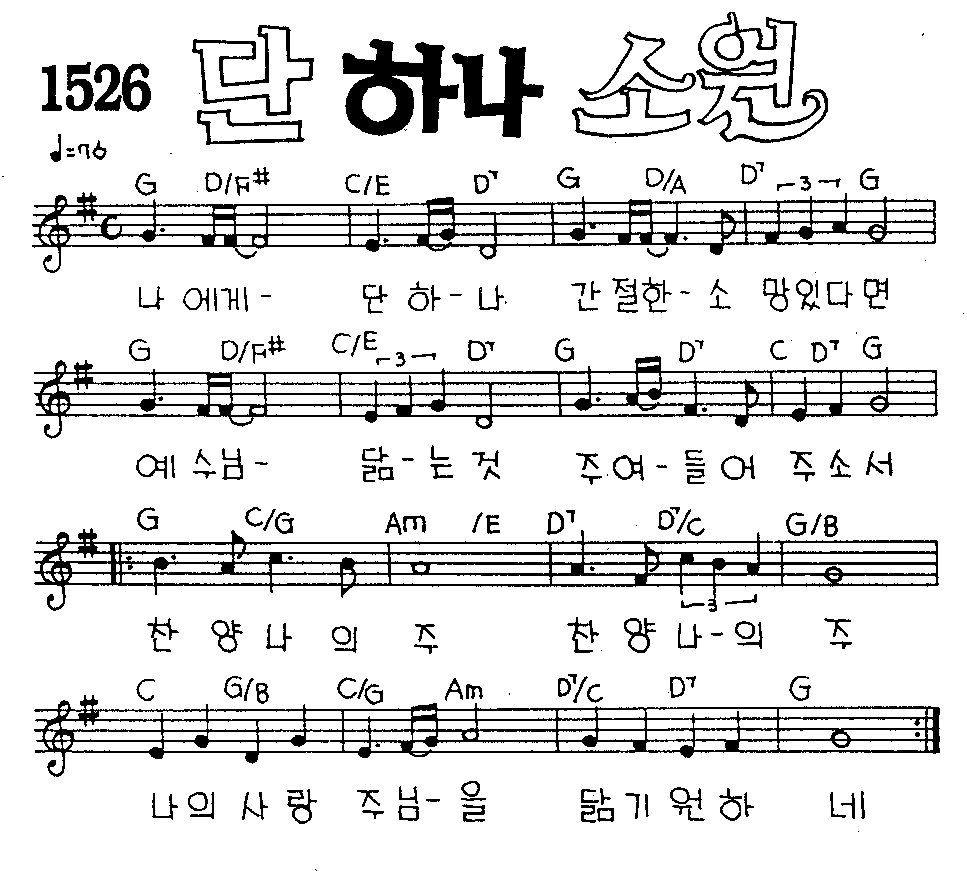 1526 단 하나 소원
♩=76
G D/F# C/E D7 G D/A D7 3 G
나 에게- 단 하-나 간 절한-소 망있다면
G D/F# C/E 3 D7 G D7 C D7 G
예 수님- 닮-는 것 주여-들어 주소서
G C/G Am /E D7 D7/C G/B
3
찬 양 나 의 주 찬 양 나-의 주
C G/B C/G Am D7/C D7 G
나의 사랑 주님-을 닮기원하 네